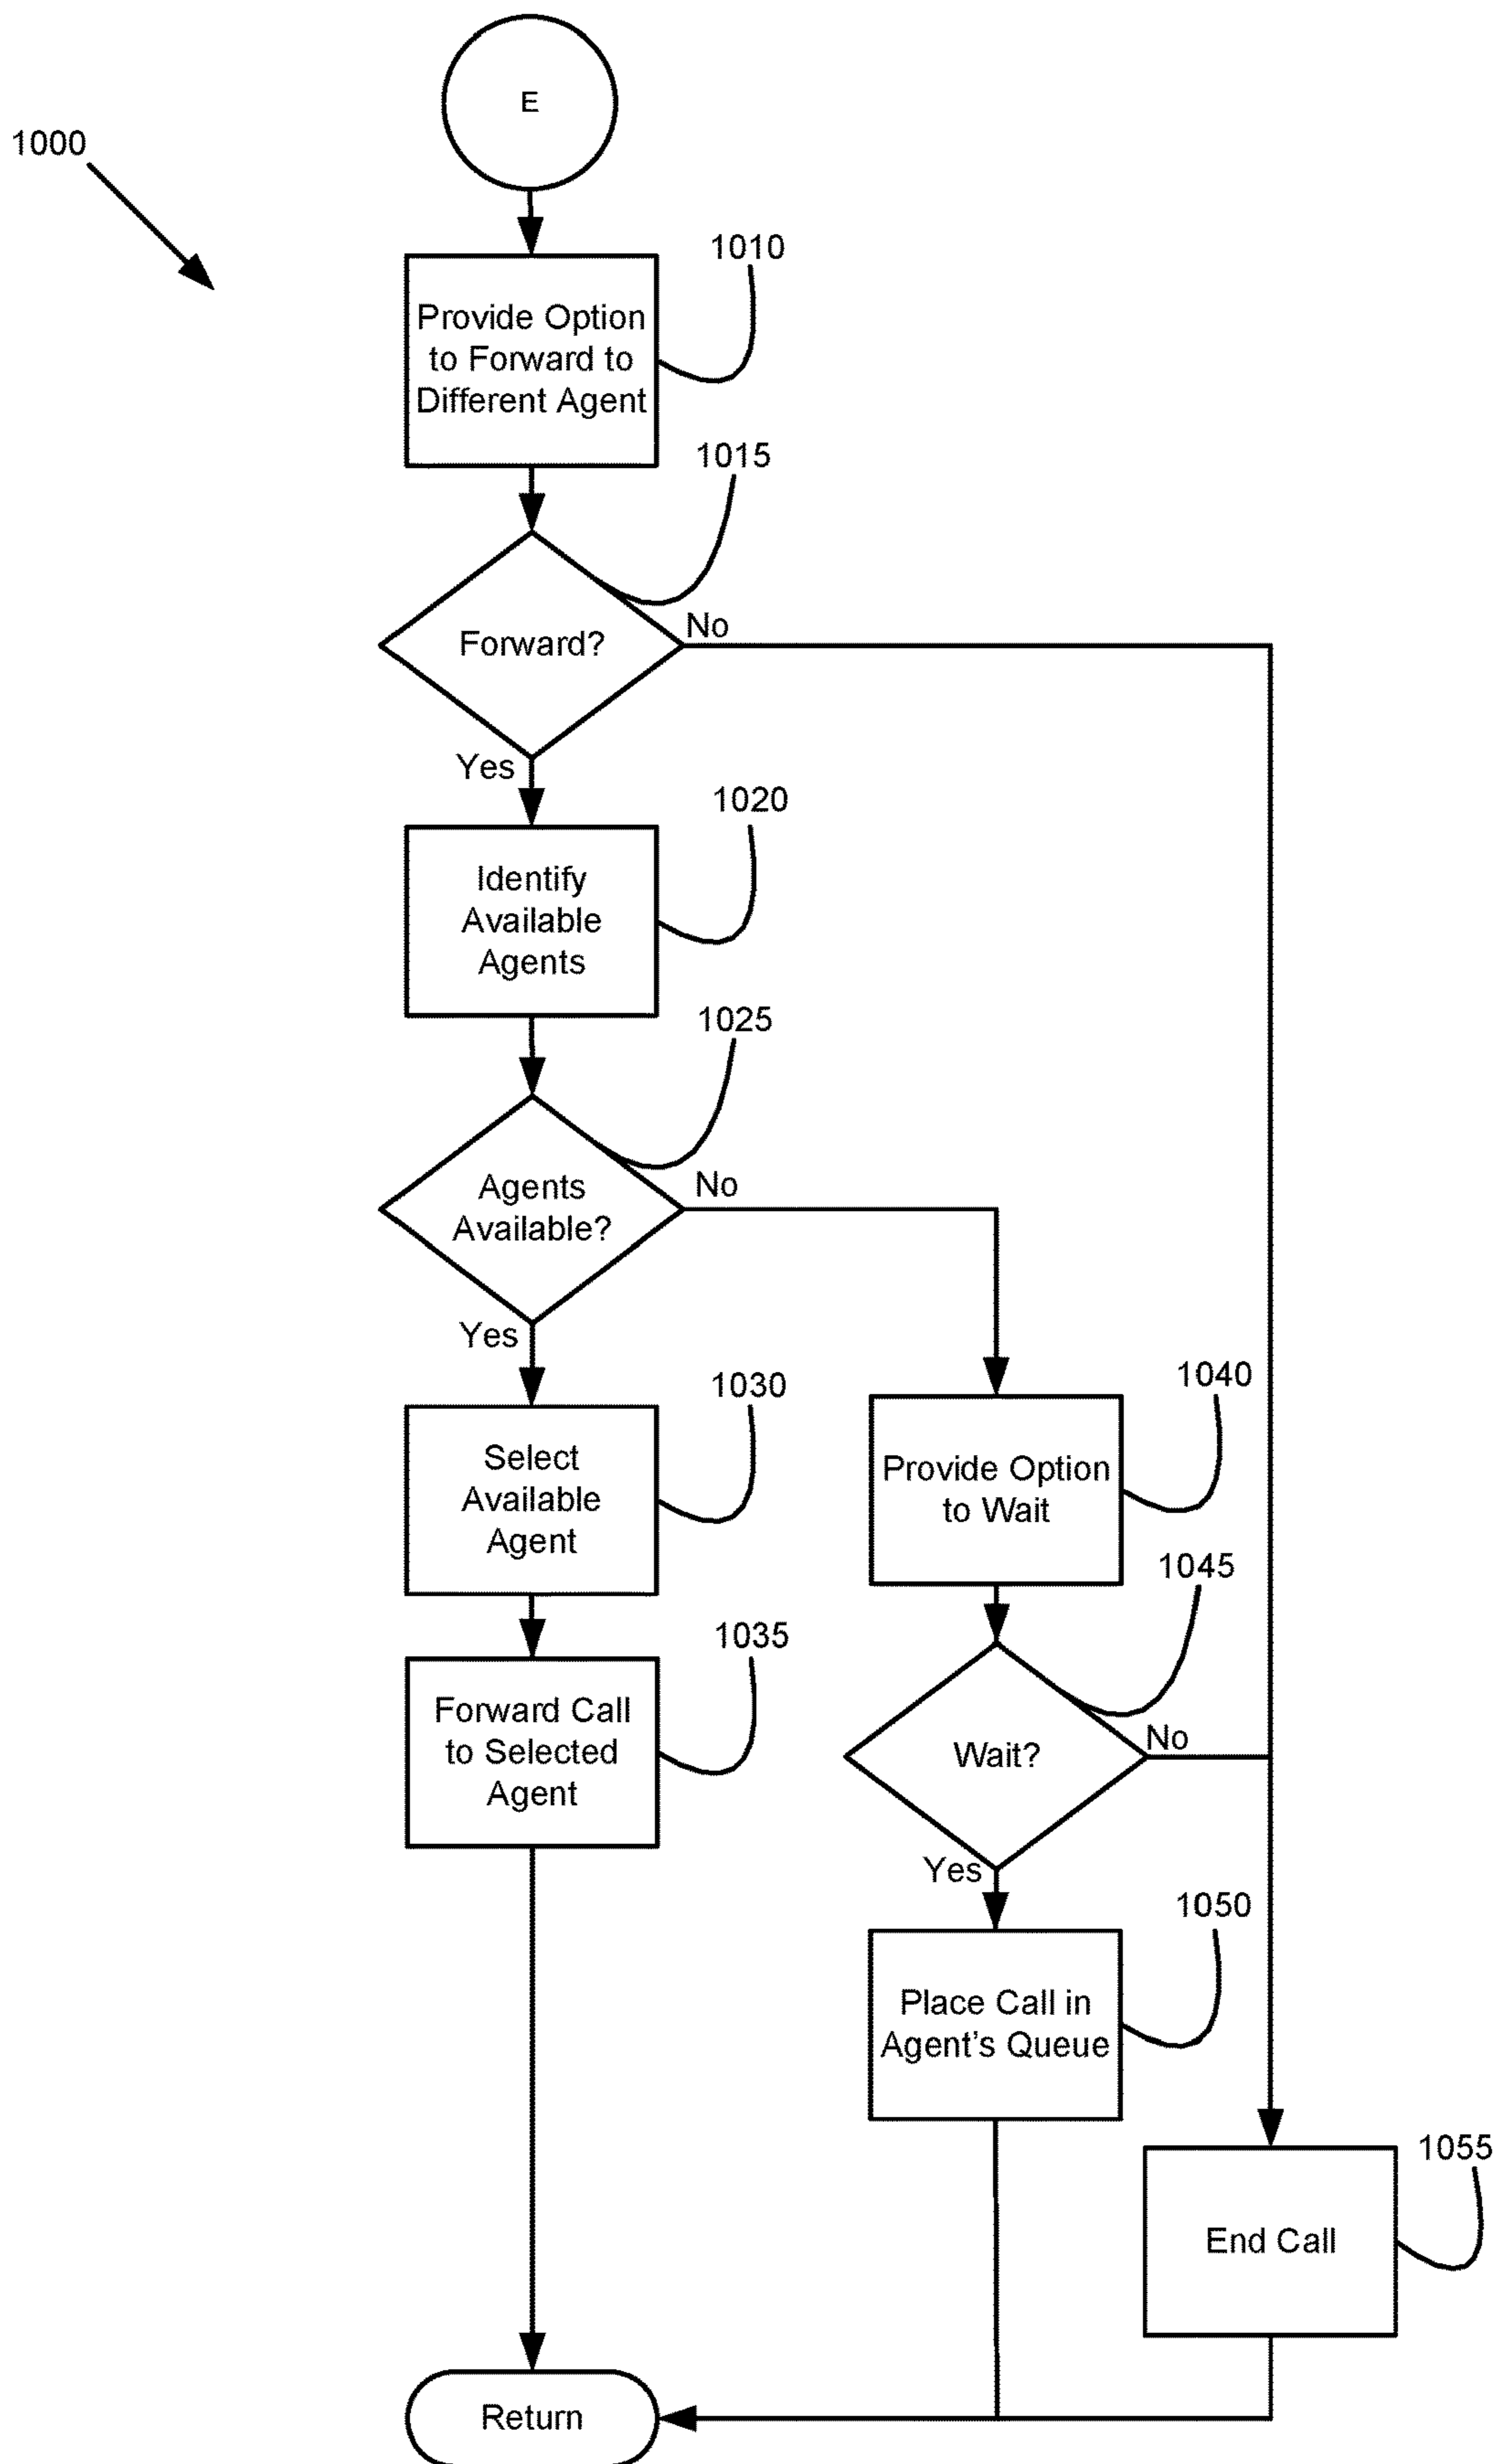 E
1000
1010
Provide Option
to Forward to
Different Agent
1015
Forward?
No
Yes
1020
Identify
Available
Agents
1025
Agents
Available?
No
Yes
1030
Select
Available
Agent
1040
Provide Option
to Wait
1035
Forward Call
to Selected
Agent
1045
Wait?
No
Yes
1050
Place Call in
Agent's Queue
1055
End Call
Return